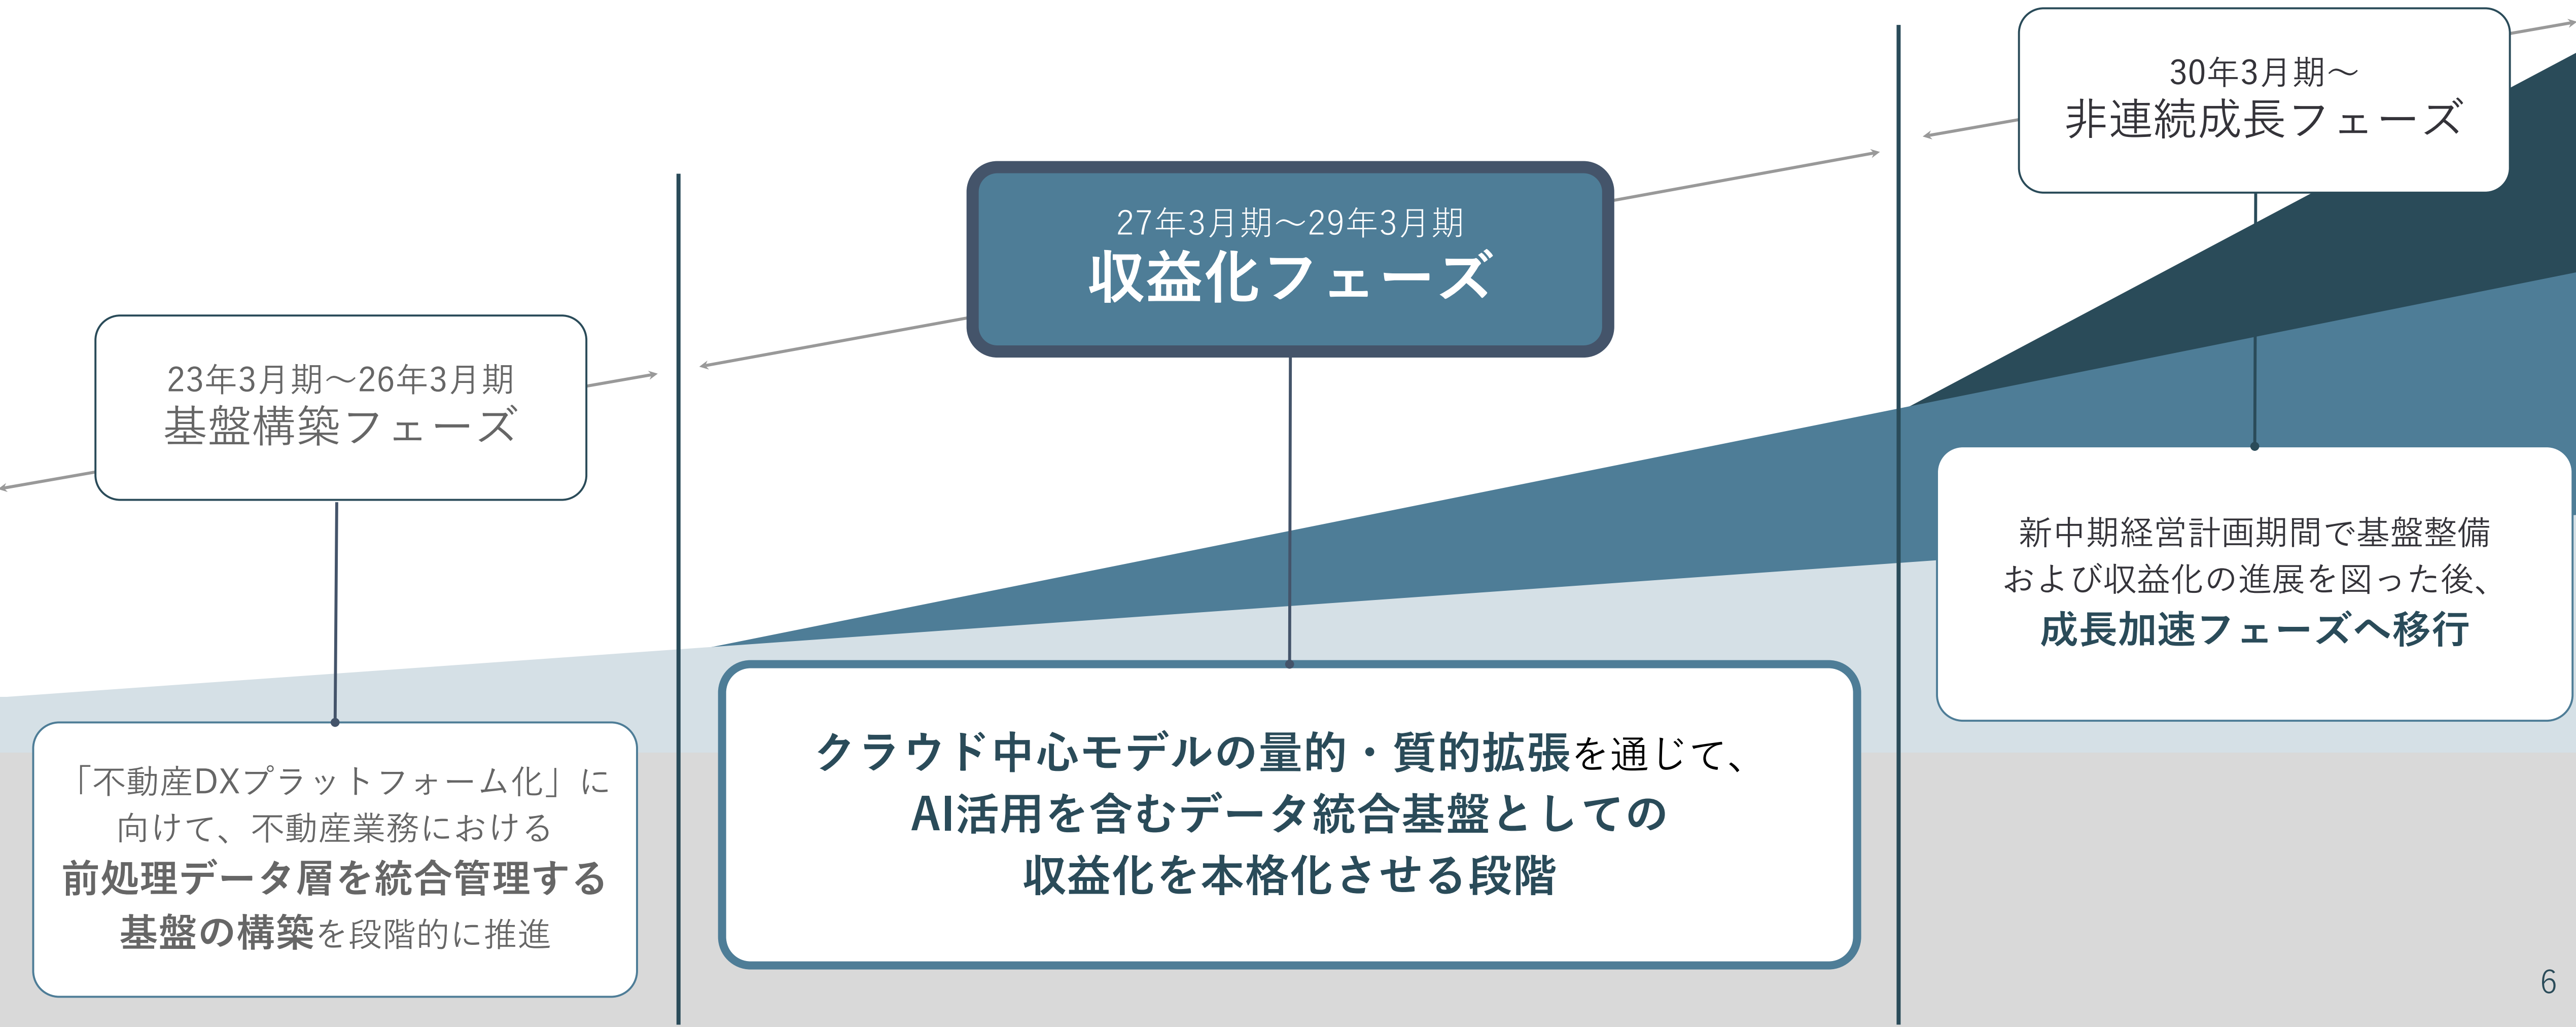 23年3月期～26年3月期
基盤構築フェーズ
「不動産DXプラットフォーム化」に
向けて、不動産業務における
前処理データ層を統合管理する
基盤の構築を段階的に推進
27年3月期～29年3月期
収益化フェーズ
クラウド中心モデルの量的・質的拡張を通じて、
AI活用を含むデータ統合基盤としての
収益化を本格化させる段階
30年3月期～
非連続成長フェーズ
新中期経営計画期間で基盤整備
および収益化の進展を図った後、
成長加速フェーズへ移行
6